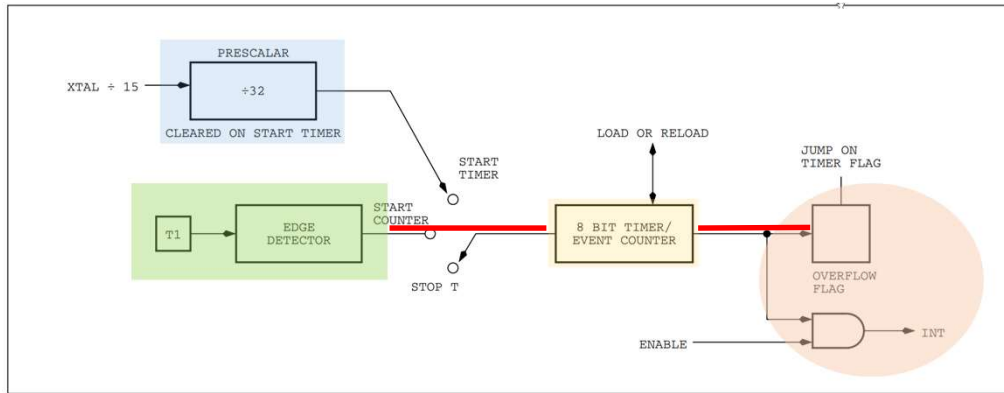 PRESCALAR
XTAL ÷ 15
÷32
CLEARED ON START TIMER
LOAD OR RELOAD
JUMP ON
TIMER FLAG
START
TIMER
START
COUNTER
T1
EDGE
DETECTOR
8 BIT TIMER/
EVENT COUNTER
STOP T
OVERFLOW
FLAG
ENABLE
INT